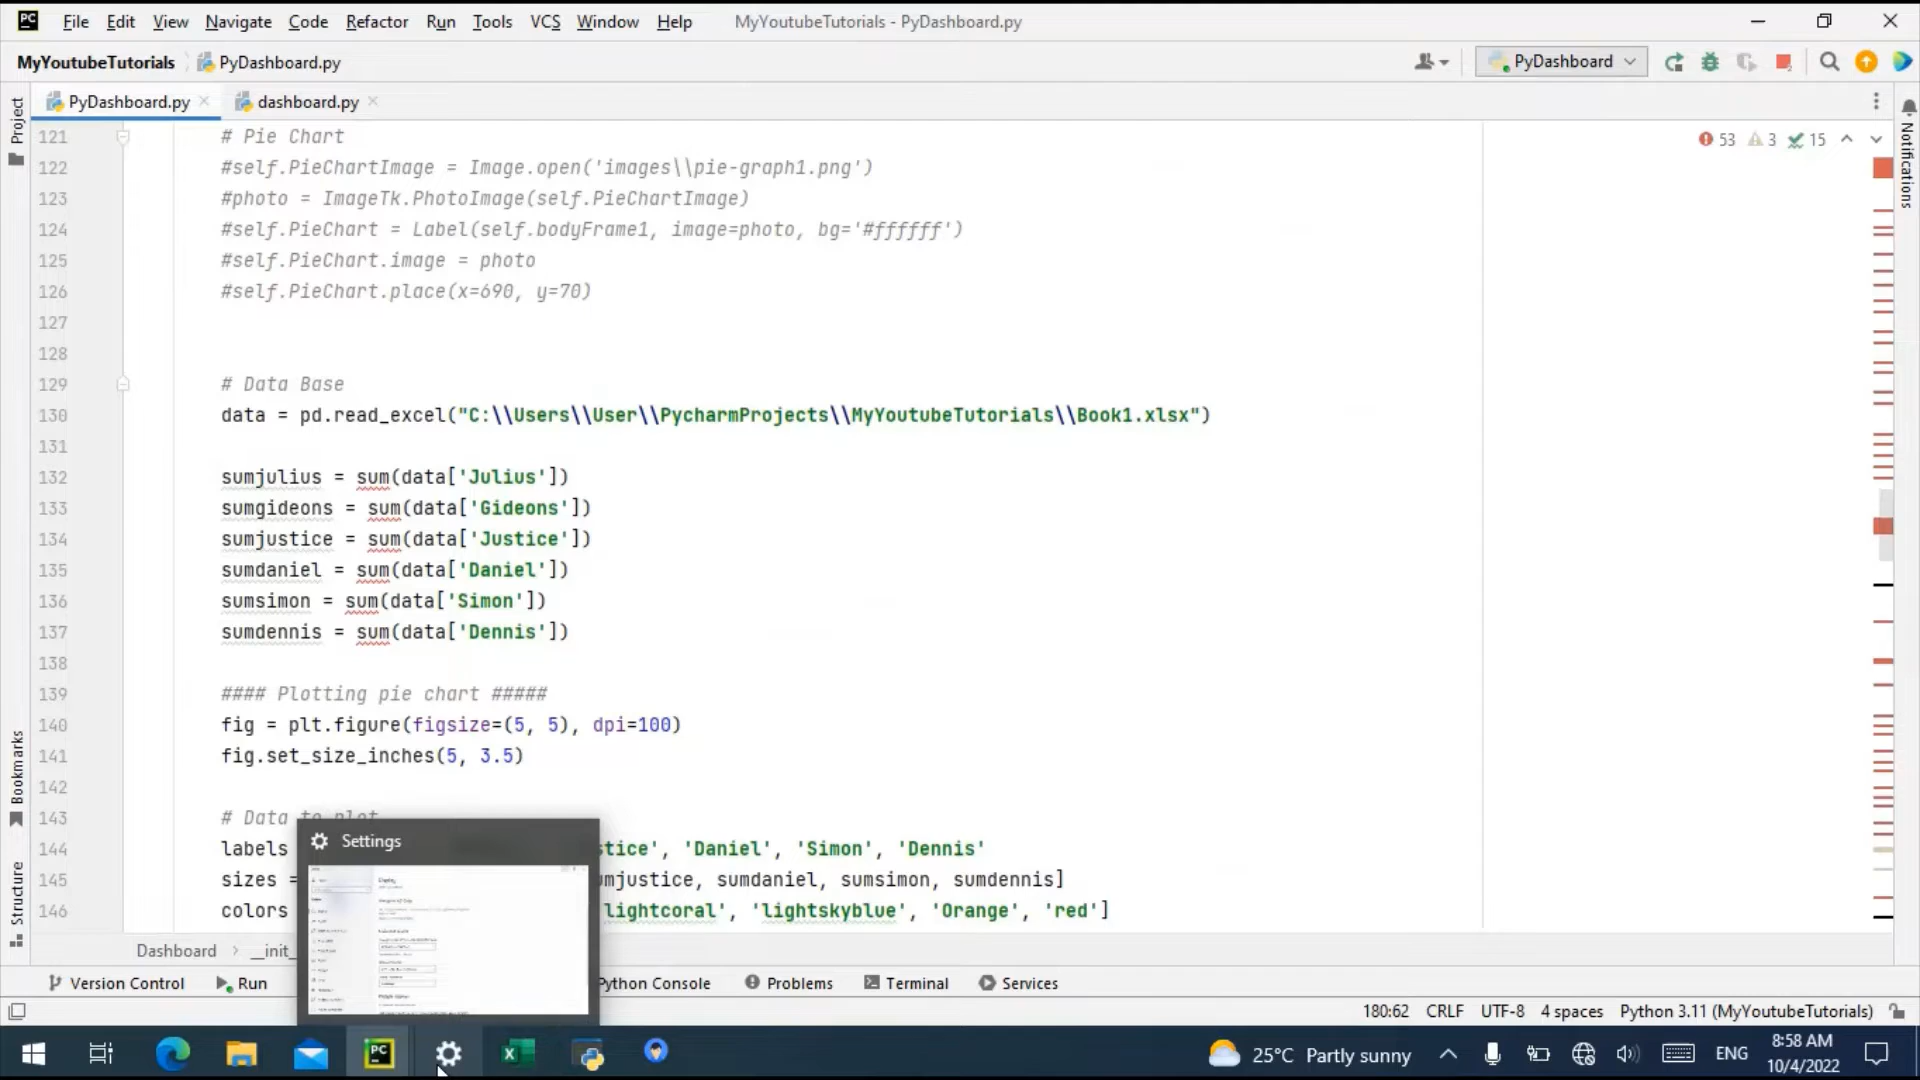 PC File Edit View Navigate Code Refactor Run Tools VCS Window Help MyYoutubeTutorials - PyDashboard.py
MyYoutubeTutorials PyDashboard.py PyDashboard
PyDashboard.py dashboard.py
Project
Notifications
Bookmarks
Structure
53 3 15
121 # Pie Chart
122 #self.PieChartImage = Image.open('images\\pie-graph1.png')
123 #photo = ImageTk.PhotoImage(self.PieChartImage)
124 #self.PieChart = Label(self.bodyFrame1, image=photo, bg='#ffffff')
125 #self.PieChart.image = photo
126 #self.PieChart.place(x=690, y=70)
127
128
129 # Data Base
130 data = pd.read_excel("C:\\Users\\User\\PycharmProjects\\MyYoutubeTutorials\\Book1.xlsx")
131
132 sumjulius = sum(data['Julius'])
133 sumgideons = sum(data['Gideons'])
134 sumjustice = sum(data['Justice'])
135 sumdaniel = sum(data['Daniel'])
136 sumsimon = sum(data['Simon'])
137 sumdennis = sum(data['Dennis'])
138
139 #### Plotting pie chart #####
140 fig = plt.figure(figsize=(5, 5), dpi=100)
141 fig.set_size_inches(5, 3.5)
142
143 # Data to plot
Settings
144 labels stice', 'Daniel', 'Simon', 'Dennis'
145 sizes = mjustice, sumdaniel, sumsimon, sumdennis]
146 colors lightcoral', 'lightskyblue', 'Orange', 'red']
Dashboard __init_
Version Control Run ython Console Problems Terminal Services
180:62 CRLF UTF-8 4 spaces Python 3.11 (MyYoutubeTutorials)
PC 25°C Partly sunny ENG 8:58 AM
10/4/2022